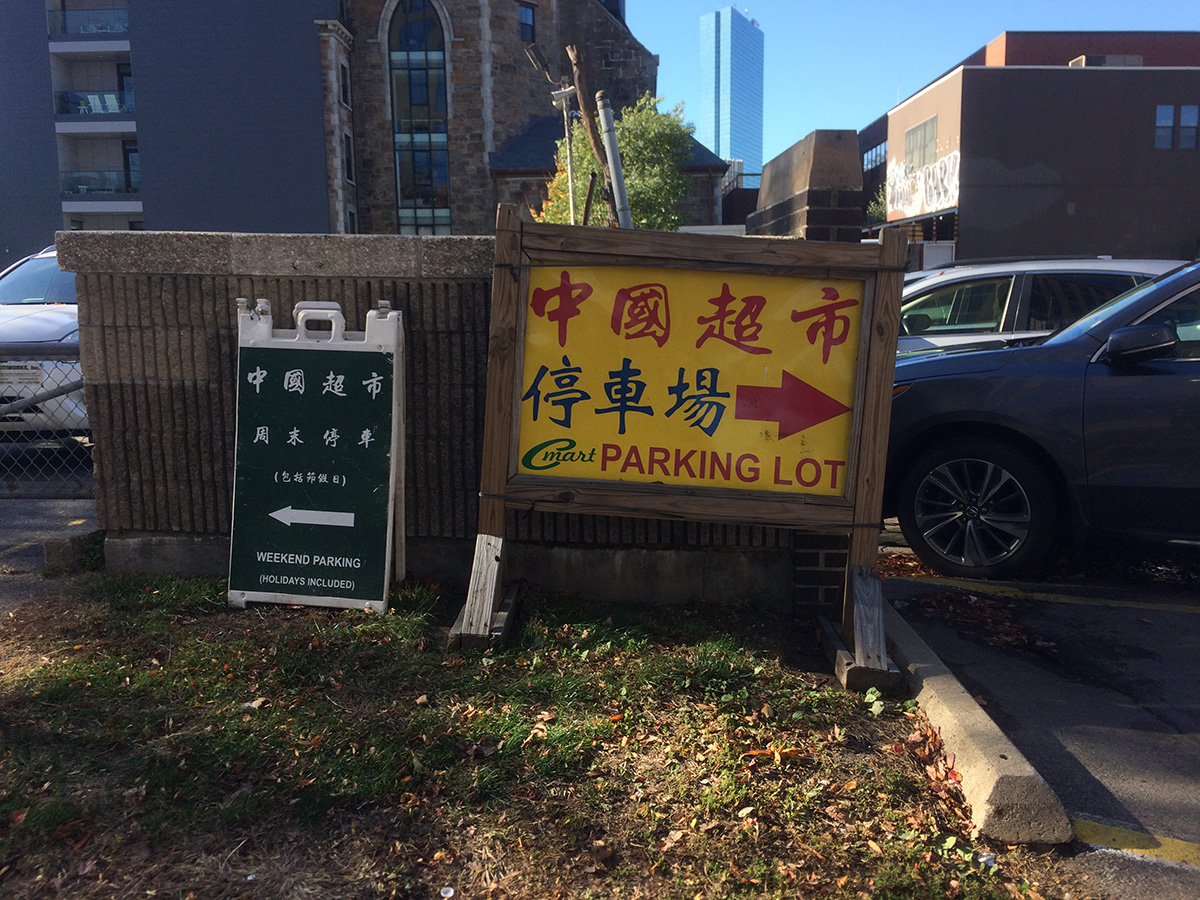 中國超市
周末停車
(包括節假日)
WEEKEND PARKING
(HOLIDAYS INCLUDED)
中國超市
停車場
Cmart PARKING LOT